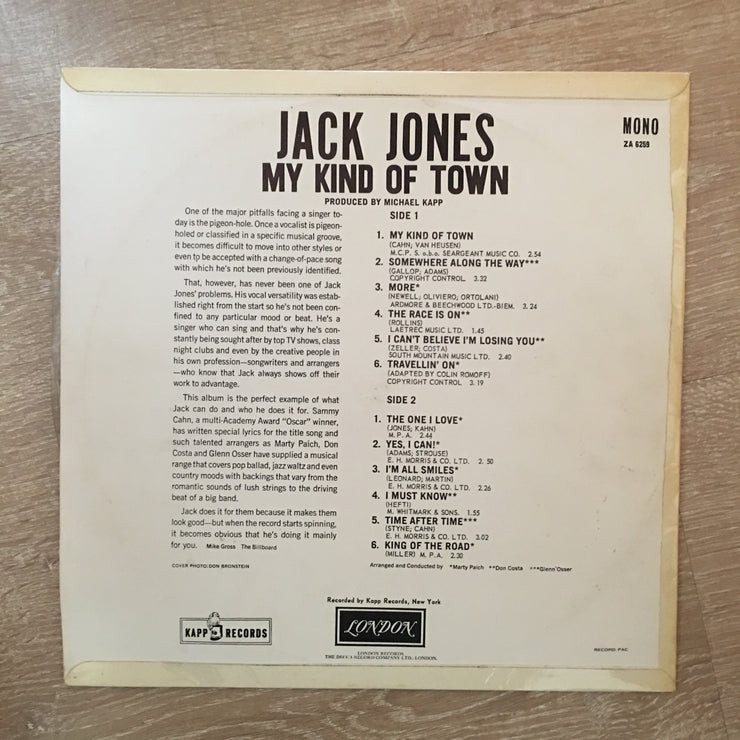 JACK JONES
MONO
ZA 6259
MY KIND OF TOWN
PRODUCED BY MICHAEL KAPP
One of the major pitfalls facing a singer to-
day is the pigeon-hole. Once a vocalist is pigeon-
holed or classified in a specific musical groove,
it becomes difficult to move into other styles or
even to be accepted with a change-of-pace song
with which he's not been previously identified.
That, however, has never been one of Jack
Jones' problems. His vocal versatility was estab-
lished right from the start so he's not been con-
fined to any particular mood or beat. He's a
singer who can sing and that's why he's con-
stantly being sought after by top TV shows, class
night clubs and even by the creative people in
his own profession—songwriters and arrangers
—who know that Jack always shows off their
work to advantage.
This album is the perfect example of what
Jack can do and who he does it for. Sammy
Cahn, a multi-Academy Award "Oscar" winner,
has written special lyrics for the title song and
such talented arrangers as Marty Paich, Don
Costa and Glenn Osser have supplied a musical
range that covers pop ballad, jazz waltz and even
country moods with backings that vary from the
romantic sounds of lush strings to the driving
beat of a big band.
Jack does it for them because it makes them
look good—but when the record starts spinning,
it becomes obvious that he's doing it mainly
for you. Mike Gross The Billboard
COVER PHOTO: DON BRONSTEIN
SIDE 1
1. MY KIND OF TOWN
(CAHN; VAN HEUSEN)
M.C.P. S. o.b.o. SEARGEANT MUSIC CO. 2.54
2. SOMEWHERE ALONG THE WAY***
(GALLOP; ADAMS)
COPYRIGHT CONTROL 3.32
3. MORE*
(NEWELL; OLIVIERO; ORTOLANI)
ARDMORE & BEECHWOOD LTD.-BIEM. 3.24
4. THE RACE IS ON**
(ROLLINS)
LAETREC MUSIC LTD. 1.45
5. I CAN'T BELIEVE I'M LOSING YOU**
(ZELLER; COSTA)
SOUTH MOUNTAIN MUSIC LTD. 2.40
6. TRAVELLIN' ON*
(ADAPTED BY COLIN ROMOFF)
COPYRIGHT CONTROL 3.19
SIDE 2
1. THE ONE I LOVE*
(JONES; KAHN)
M. P. A. 2.44
2. YES, I CAN!*
(ADAMS; STROUSE)
E. H. MORRIS & CO. LTD. 2. 50
3. I'M ALL SMILES*
(LEONARD; MARTIN)
E. H. MORRIS & CO. LTD. 2.26
4. I MUST KNOW**
(HEFTI)
M. WHITMARK & SONS. 1.55
5. TIME AFTER TIME***
(STYNE; CAHN)
E. H. MORRIS & CO. LTD. 3.02
6. KING OF THE ROAD*
(MILLER) M. P. A. 2.30
Arranged and Conducted by *Marty Paich **Don Costa ***Glenn Osser
Recorded by Kapp Records, New York
KAPP RECORDS
LONDON
LONDON RECORDS
THE DECCA RECORD COMPANY LTD., LONDON.
RECORD PAC